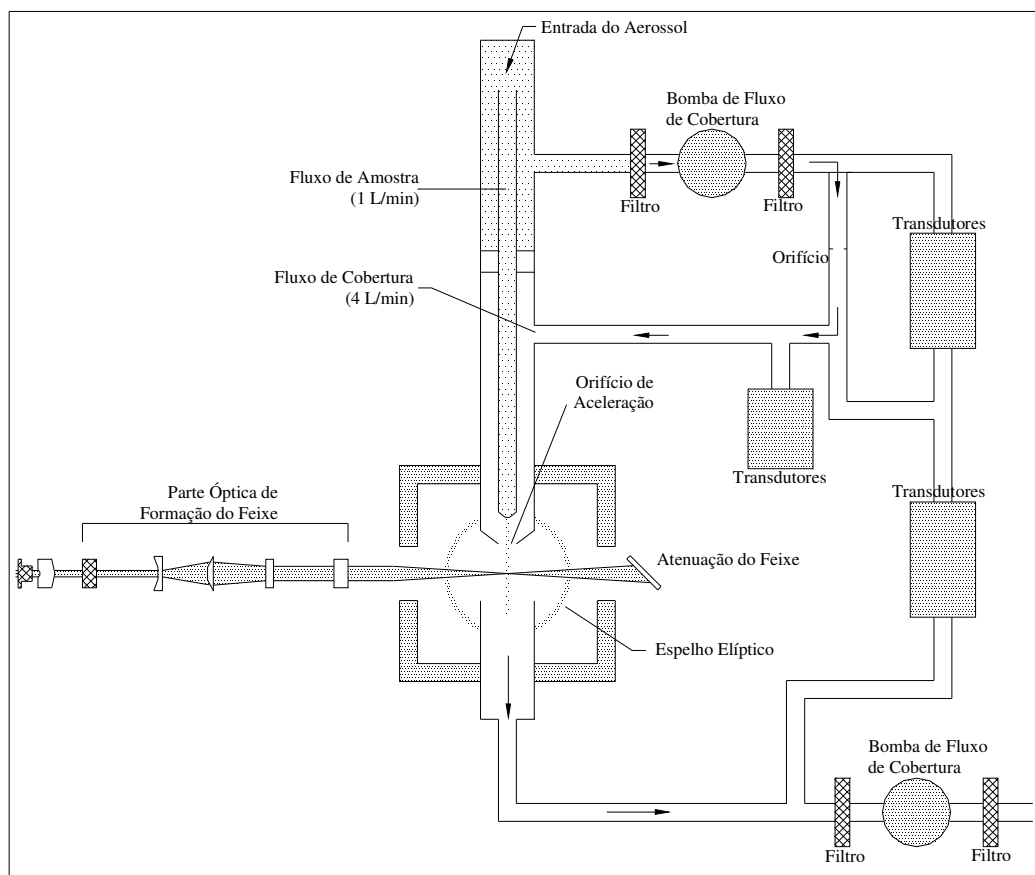 Entrada do Aerossol
Bomba de Fluxo
de Cobertura
Fluxo de Amostra
(1 L/min)
Filtro
Filtro
Transdutores
Orifício
Fluxo de Cobertura
(4 L/min)
Orifício de
Aceleração
Transdutores
Transdutores
Parte Óptica de
Formação do Feixe
Atenuação do Feixe
Espelho Elíptico
Bomba de Fluxo
de Cobertura
Filtro
Filtro